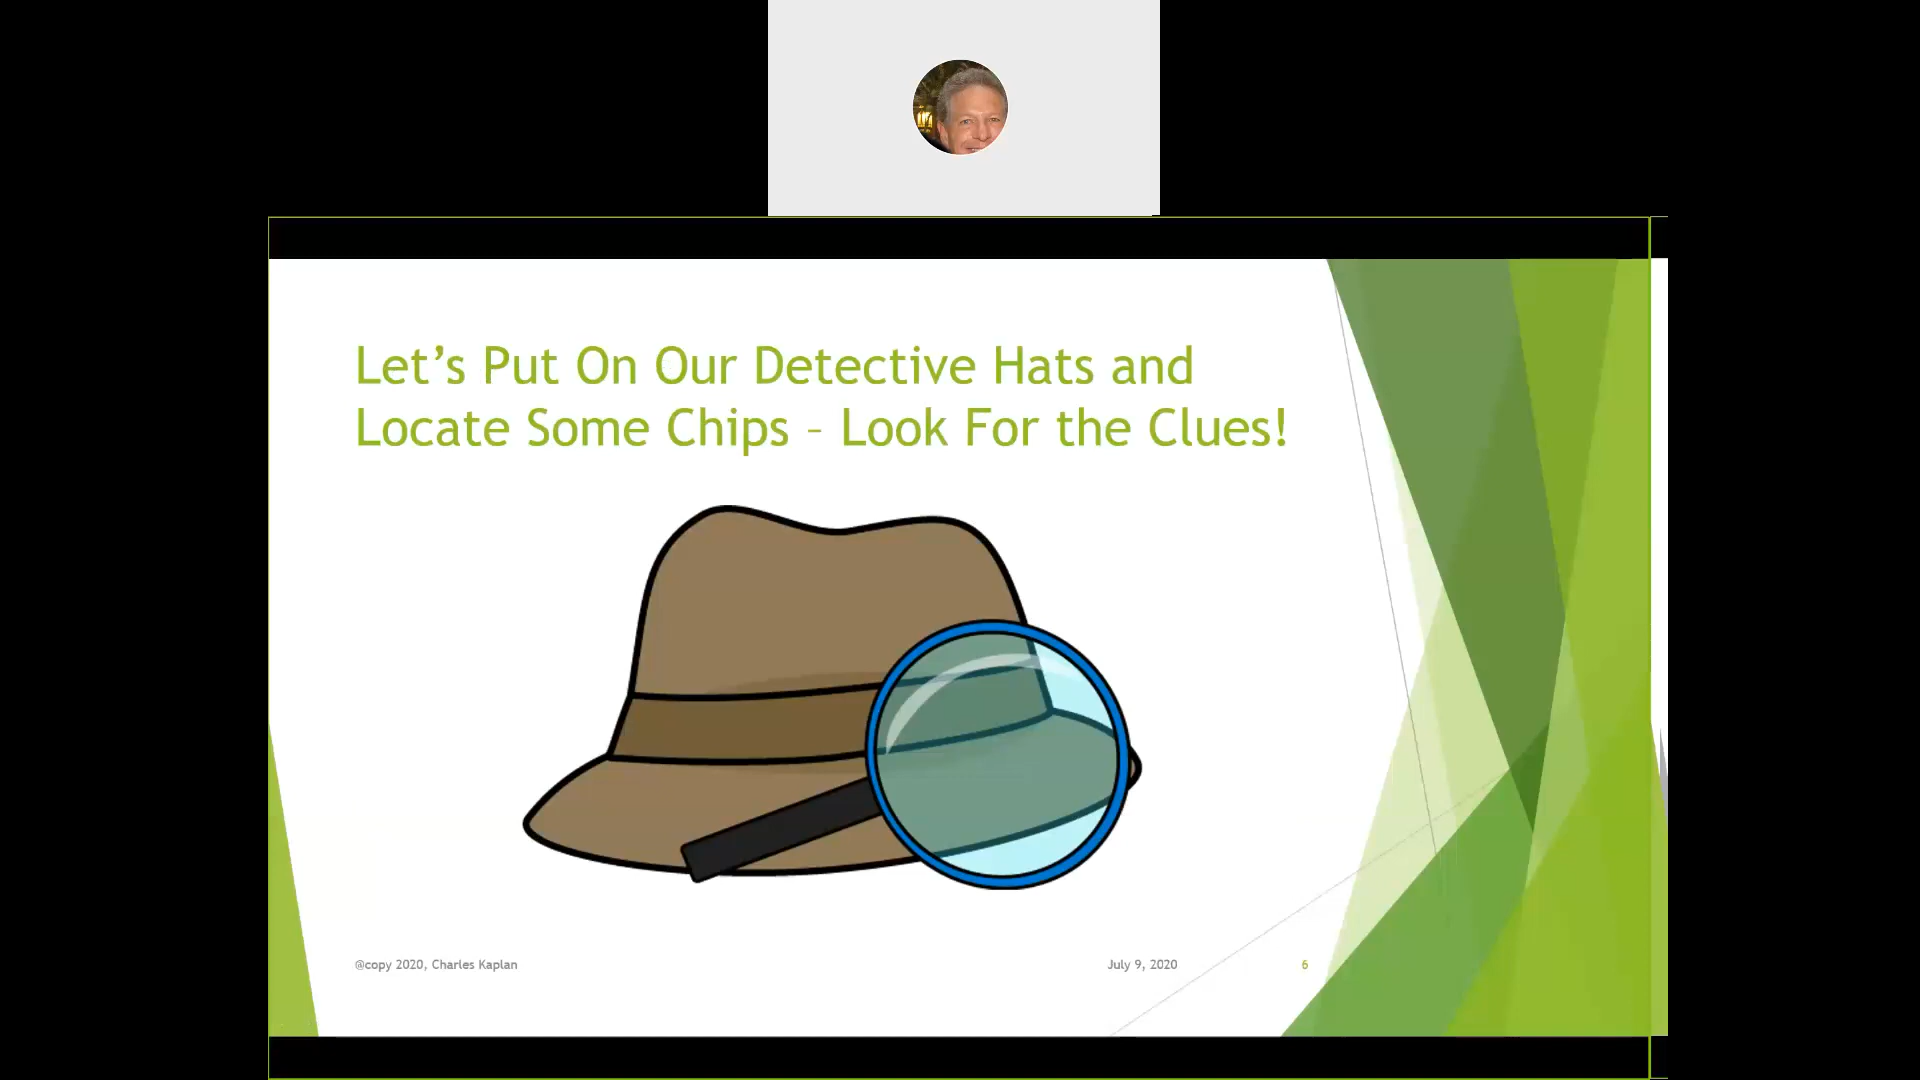 Let’s Put On Our Detective Hats and
Locate Some Chips – Look For the Clues!
@copy 2020, Charles Kaplan
July 9, 2020
6